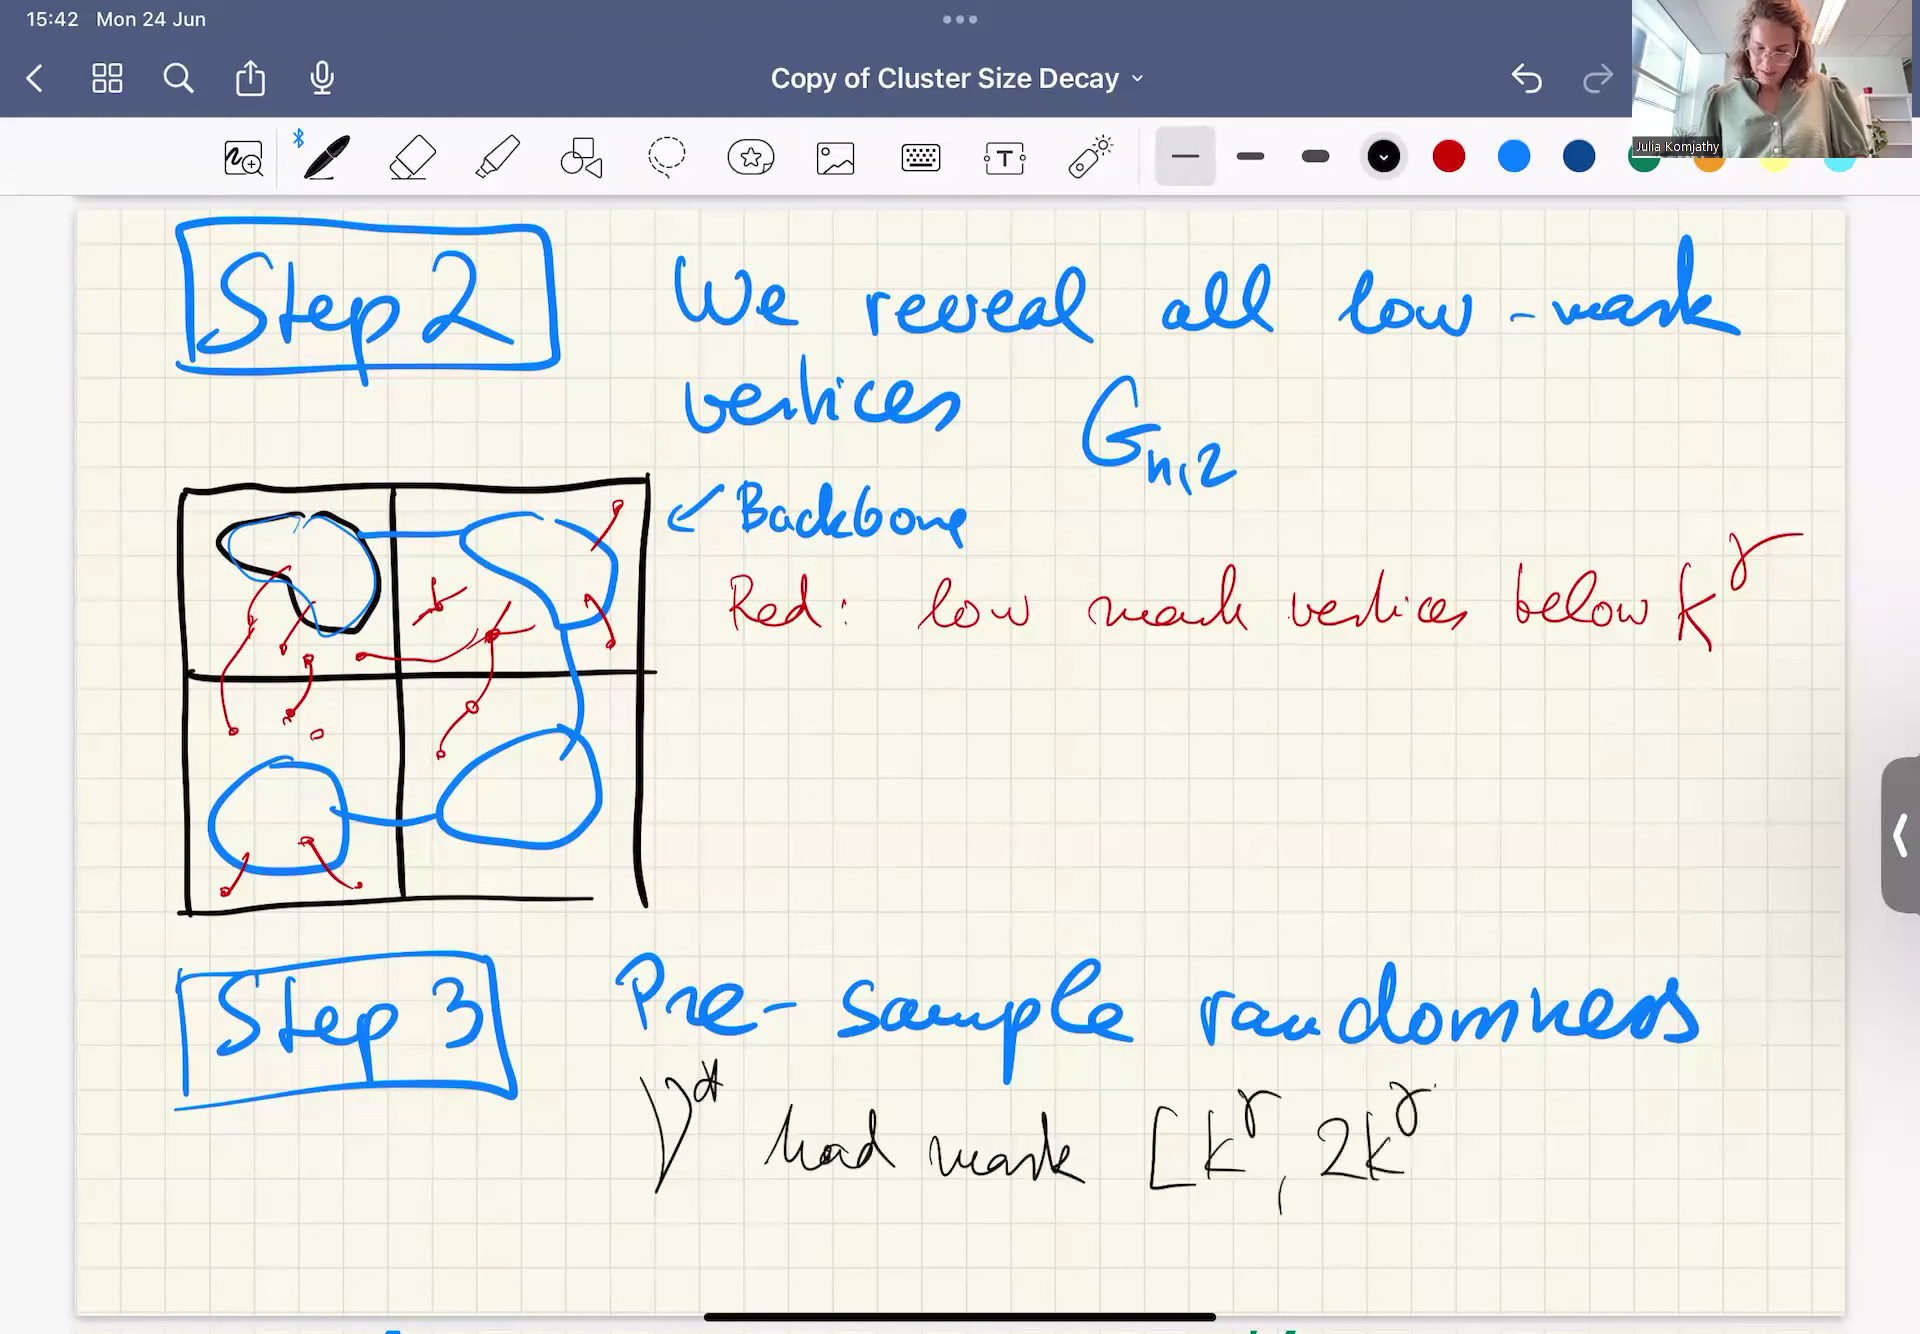 15:42 Mon 24 Jun
Copy of Cluster Size Decay
Julia Komjathy
Step 2
We reveal all low-mark
vertices G_{n,2}
← Backbone
Red: low mark vertices below k^γ
Step 3
Pre-sample randomness
had mark [k^γ, 2k^γ